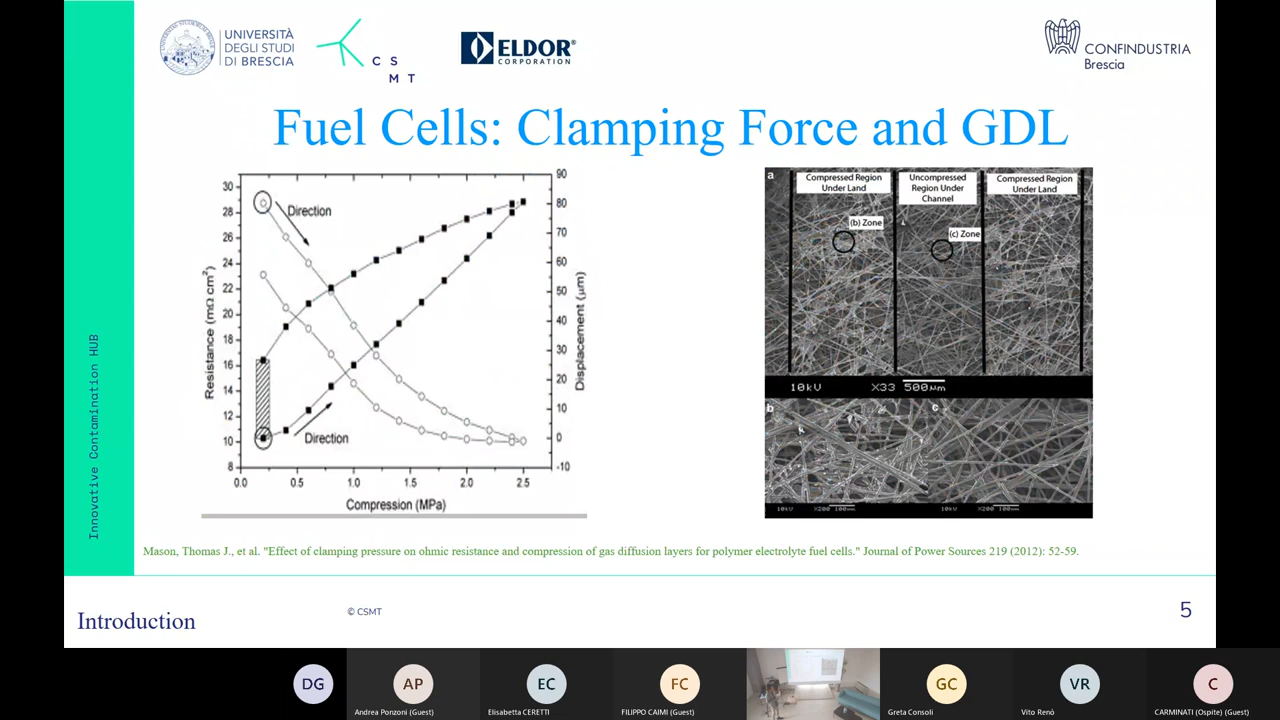 UNIVERSITÀ
DEGLI STUDI
DI BRESCIA
C S
M T
ELDOR®
CORPORATION
CONFINDUSTRIA
Brescia
Fuel Cells: Clamping Force and GDL
Innovative Contamination HUB
30
28
26
24
22
20
18
16
14
12
10
8
Resistance (mΩ cm²)
Direction
Direction
90
80
70
60
50
40
30
20
10
0
-10
Displacement (µm)
0.0 0.5 1.0 1.5 2.0 2.5
Compression (MPa)
a
Compressed Region
Under Land
Uncompressed
Region Under
Channel
Compressed Region
Under Land
(b) Zone
(c) Zone
10kV X33 500µm
b
c
10kV X200 100µm
10kV X200 100µm
Mason, Thomas J., et al. "Effect of clamping pressure on ohmic resistance and compression of gas diffusion layers for polymer electrolyte fuel cells." Journal of Power Sources 219 (2012): 52-59.
Introduction
© CSMT
5
DG
AP
Andrea Ponzoni (Guest)
EC
Elisabetta CERETTI
FC
FILIPPO CAIMI (Guest)
GC
Greta Consoli
VR
Vito Renò
C
CARMINATI (Ospite) (Guest)